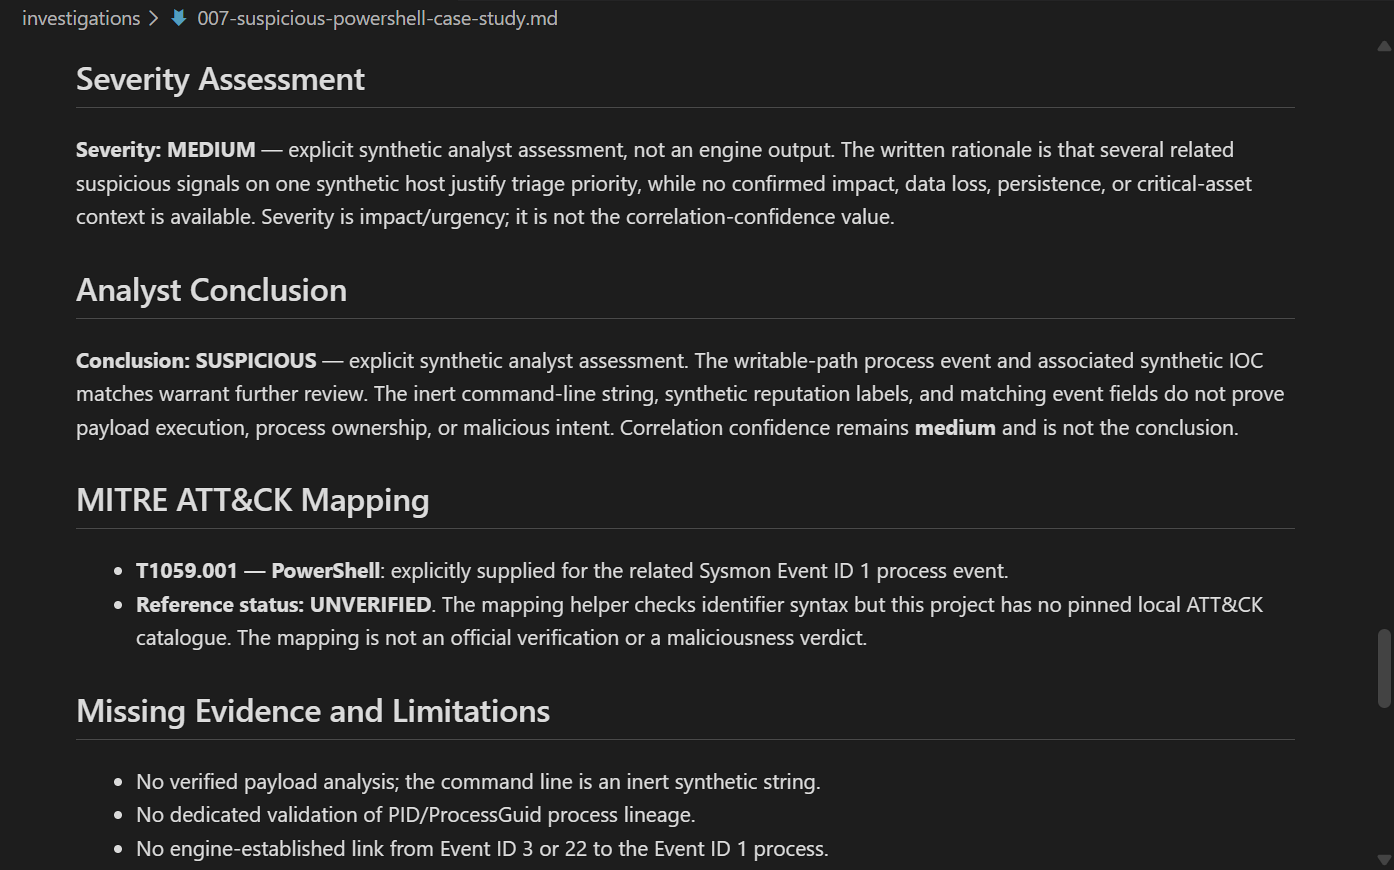 investigations > 007-suspicious-powershell-case-study.md
Severity Assessment
Severity: MEDIUM — explicit synthetic analyst assessment, not an engine output. The written rationale is that several related
suspicious signals on one synthetic host justify triage priority, while no confirmed impact, data loss, persistence, or critical-asset
context is available. Severity is impact/urgency; it is not the correlation-confidence value.
Analyst Conclusion
Conclusion: SUSPICIOUS — explicit synthetic analyst assessment. The writable-path process event and associated synthetic IOC
matches warrant further review. The inert command-line string, synthetic reputation labels, and matching event fields do not prove
payload execution, process ownership, or malicious intent. Correlation confidence remains medium and is not the conclusion.
MITRE ATT&CK Mapping
• T1059.001 — PowerShell: explicitly supplied for the related Sysmon Event ID 1 process event.
• Reference status: UNVERIFIED. The mapping helper checks identifier syntax but this project has no pinned local ATT&CK
catalogue. The mapping is not an official verification or a maliciousness verdict.
Missing Evidence and Limitations
• No verified payload analysis; the command line is an inert synthetic string.
• No dedicated validation of PID/ProcessGuid process lineage.
• No engine-established link from Event ID 3 or 22 to the Event ID 1 process.